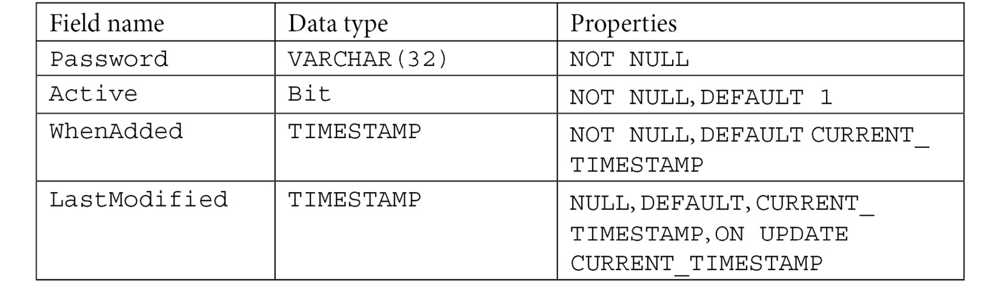 Field name Data type Properties
Password VARCHAR(32) NOT NULL
Active Bit NOT NULL, DEFAULT 1
WhenAdded TIMESTAMP NOT NULL, DEFAULT CURRENT_
TIMESTAMP
LastModified TIMESTAMP NULL, DEFAULT, CURRENT_
TIMESTAMP, ON UPDATE
CURRENT_TIMESTAMP